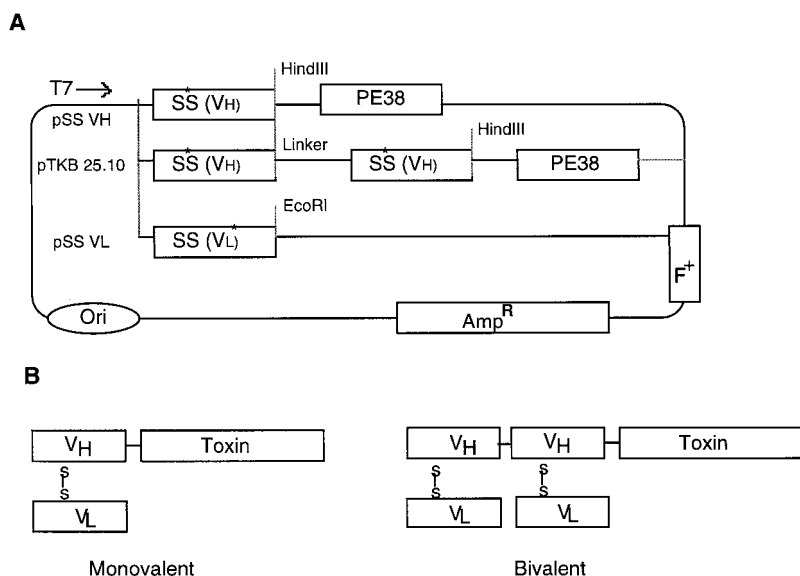 A
T7
HindIII
SS* (VH)
PE38
pSS VH
Linker
HindIII
pTKB 25.10
SS* (VH)
SS* (VH)
PE38
EcoRI
pSS VL
SS (VL)*
F+
Ori
AmpR
B
VH
Toxin
S
S
VL
Monovalent
VH
VH
Toxin
S
S
S
S
VL
VL
Bivalent